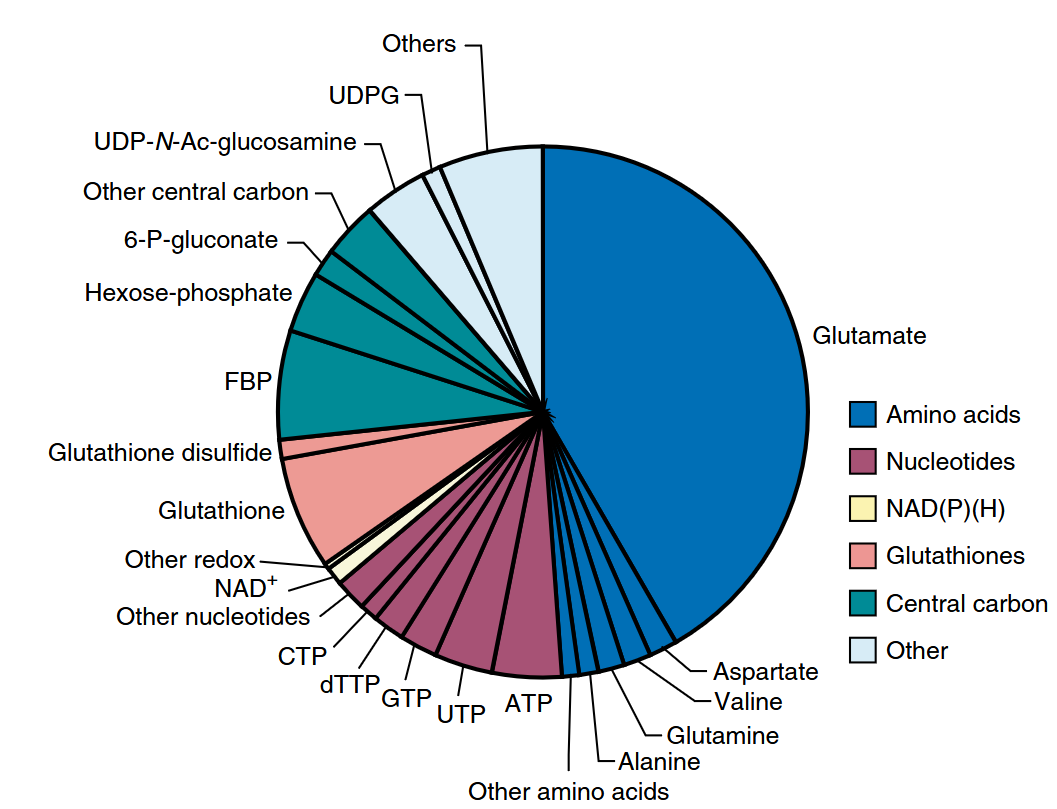 Others
UDPG
UDP-N-Ac-glucosamine
Other central carbon
6-P-gluconate
Hexose-phosphate
FBP
Glutathione disulfide
Glutathione
Other redox
NAD+
Other nucleotides
CTP
dTTP
GTP
UTP
ATP
Other amino acids
Alanine
Glutamine
Valine
Aspartate
Glutamate
Amino acids
Nucleotides
NAD(P)(H)
Glutathiones
Central carbon
Other